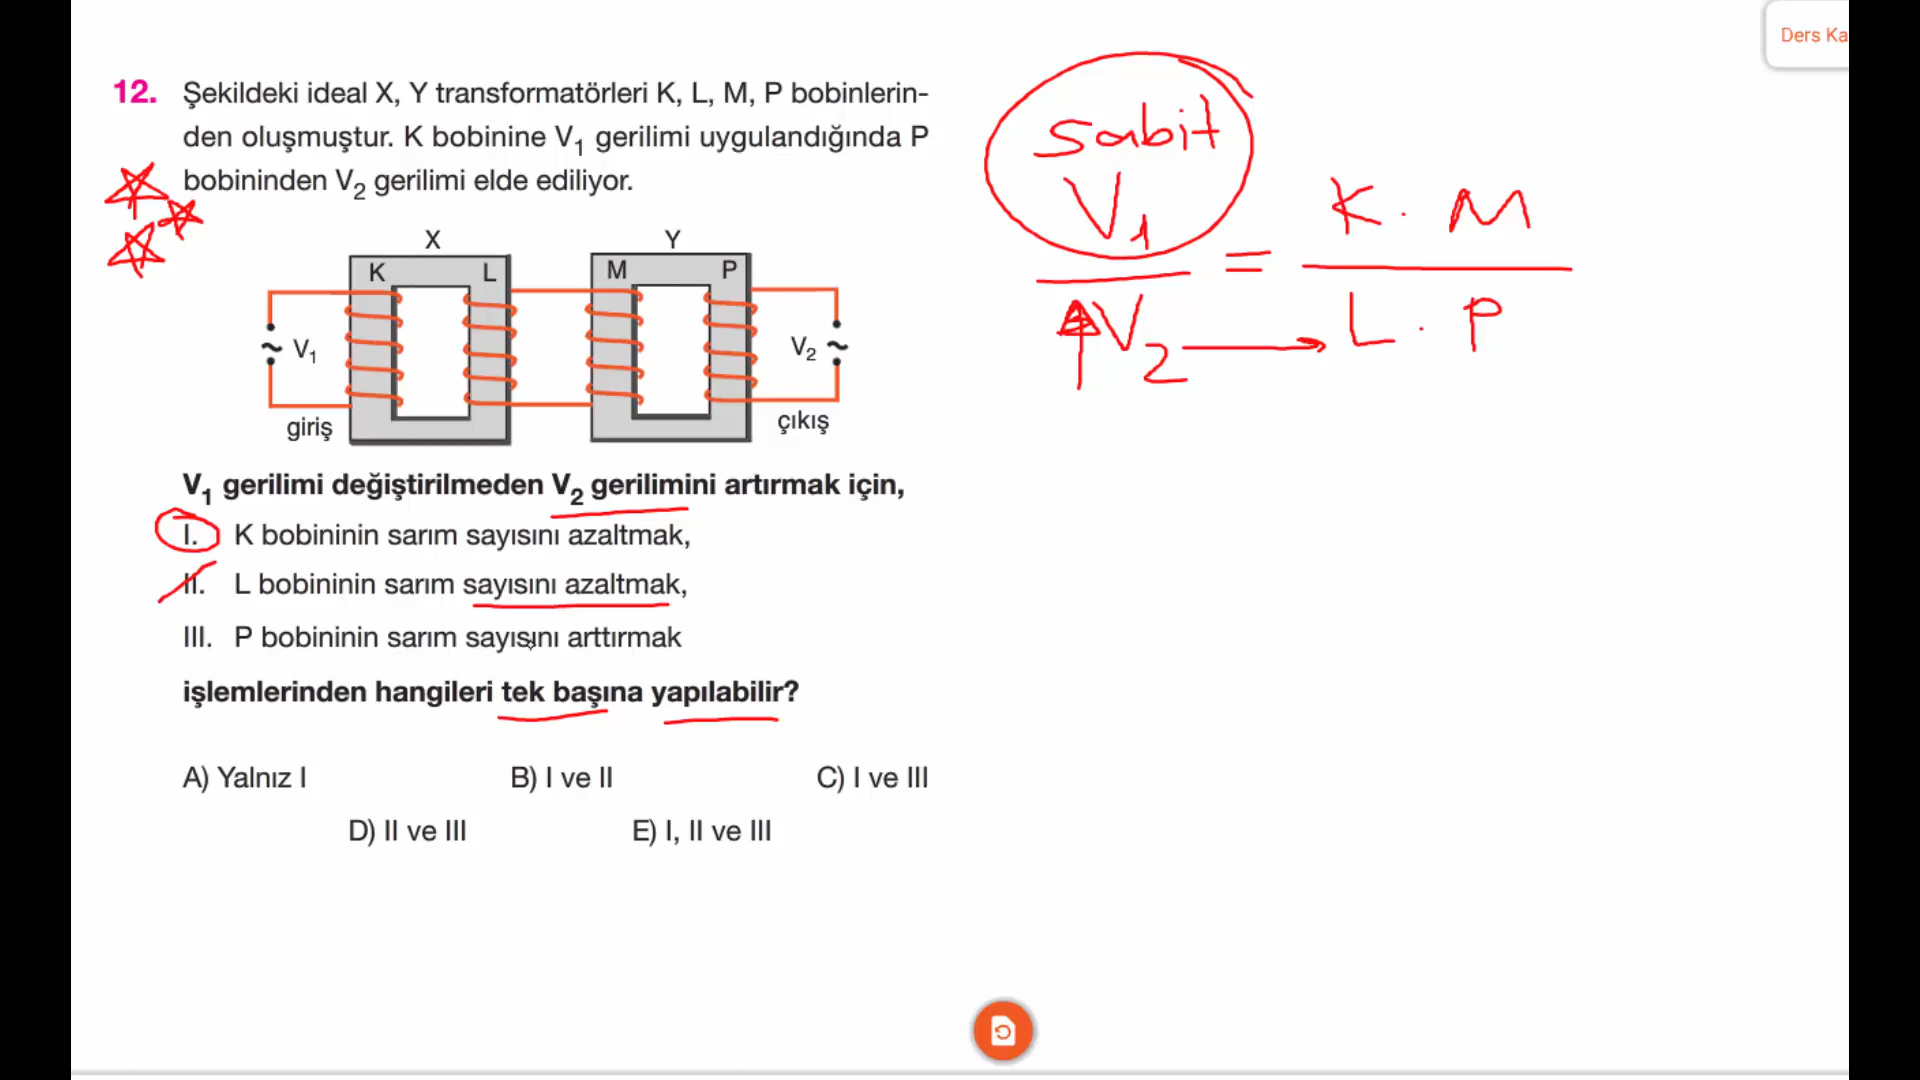 Ders Ka
12. Şekildeki ideal X, Y transformatörleri K, L, M, P bobinlerin-
den oluşmuştur. K bobinine V₁ gerilimi uygulandığında P
bobininden V₂ gerilimi elde ediliyor.
X Y
K L M P
V₁ V₂
giriş çıkış
V₁ gerilimi değiştirilmeden V₂ gerilimini artırmak için,
I. K bobininin sarım sayısını azaltmak,
II. L bobininin sarım sayısını azaltmak,
III. P bobininin sarım sayısını arttırmak
işlemlerinden hangileri tek başına yapılabilir?
A) Yalnız I B) I ve II C) I ve III
D) II ve III E) I, II ve III
sabit
V₁ = K . M
V₂ L . P